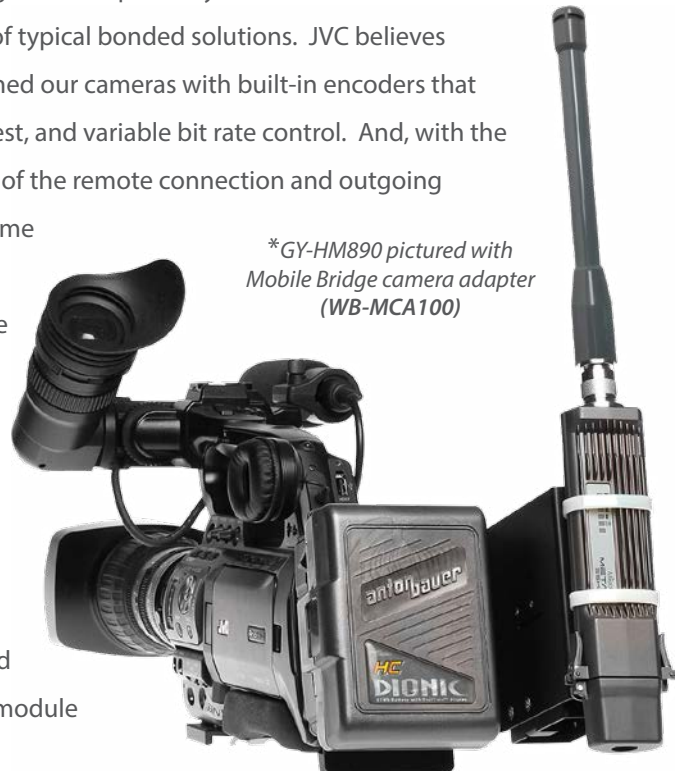 of typical bonded solutions. JVC believes
ned our cameras with built-in encoders that
est, and variable bit rate control. And, with the
of the remote connection and outgoing
me
*GY-HM890 pictured with
Mobile Bridge camera adapter
(WB-MCA100)
e
d
module
anton bauer
HC
DIONIC